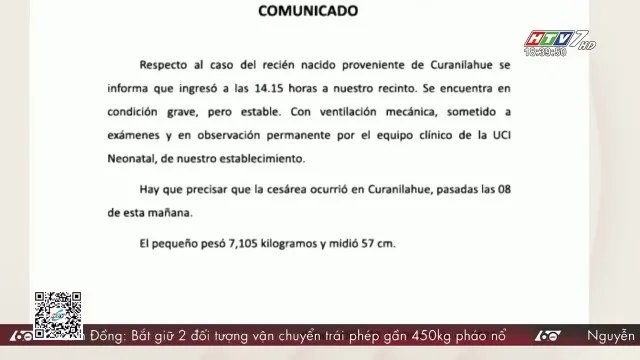 COMUNICADO
HTV7 HD
18:39:50
Respecto al caso del recién nacido proveniente de Curanilahue se
informa que ingresó a las 14.15 horas a nuestro recinto. Se encuentra en
condición grave, pero estable. Con ventilación mecánica, sometido a
exámenes y en observación permanente por el equipo clínico de la UCI
Neonatal, de nuestro establecimiento.
Hay que precisar que la cesárea ocurrió en Curanilahue, pasadas las 08
de esta mañana.
El pequeño pesó 7,105 kilogramos y midió 57 cm.
Đồng: Bắt giữ 2 đối tượng vận chuyển trái phép gần 450kg pháo nổ 60 Nguyễn